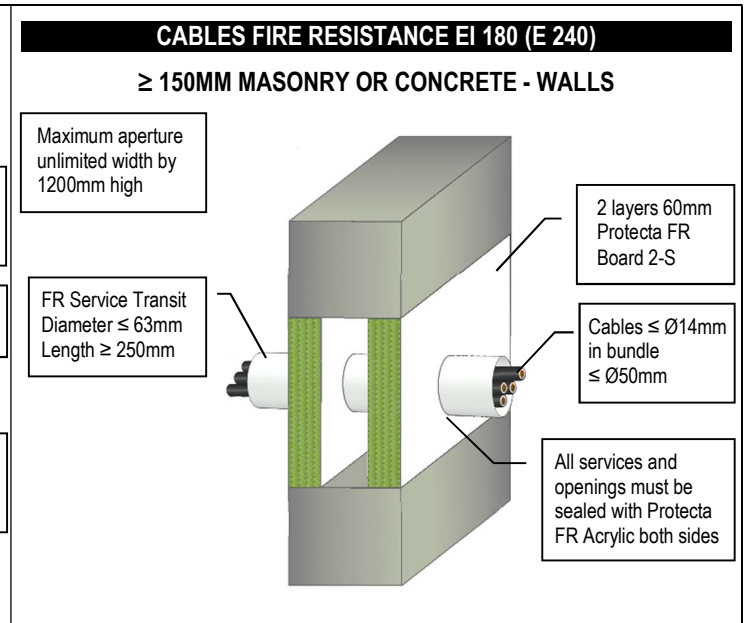 CABLES FIRE RESISTANCE EI 180 (E 240)
≥ 150MM MASONRY OR CONCRETE - WALLS
Maximum aperture
unlimited width by
1200mm high
2 layers 60mm
Protecta FR
Board 2-S
FR Service Transit
Diameter ≤ 63mm
Length ≥ 250mm
Cables ≤ Ø14mm
in bundle
≤ Ø50mm
All services and
openings must be
sealed with Protecta
FR Acrylic both sides